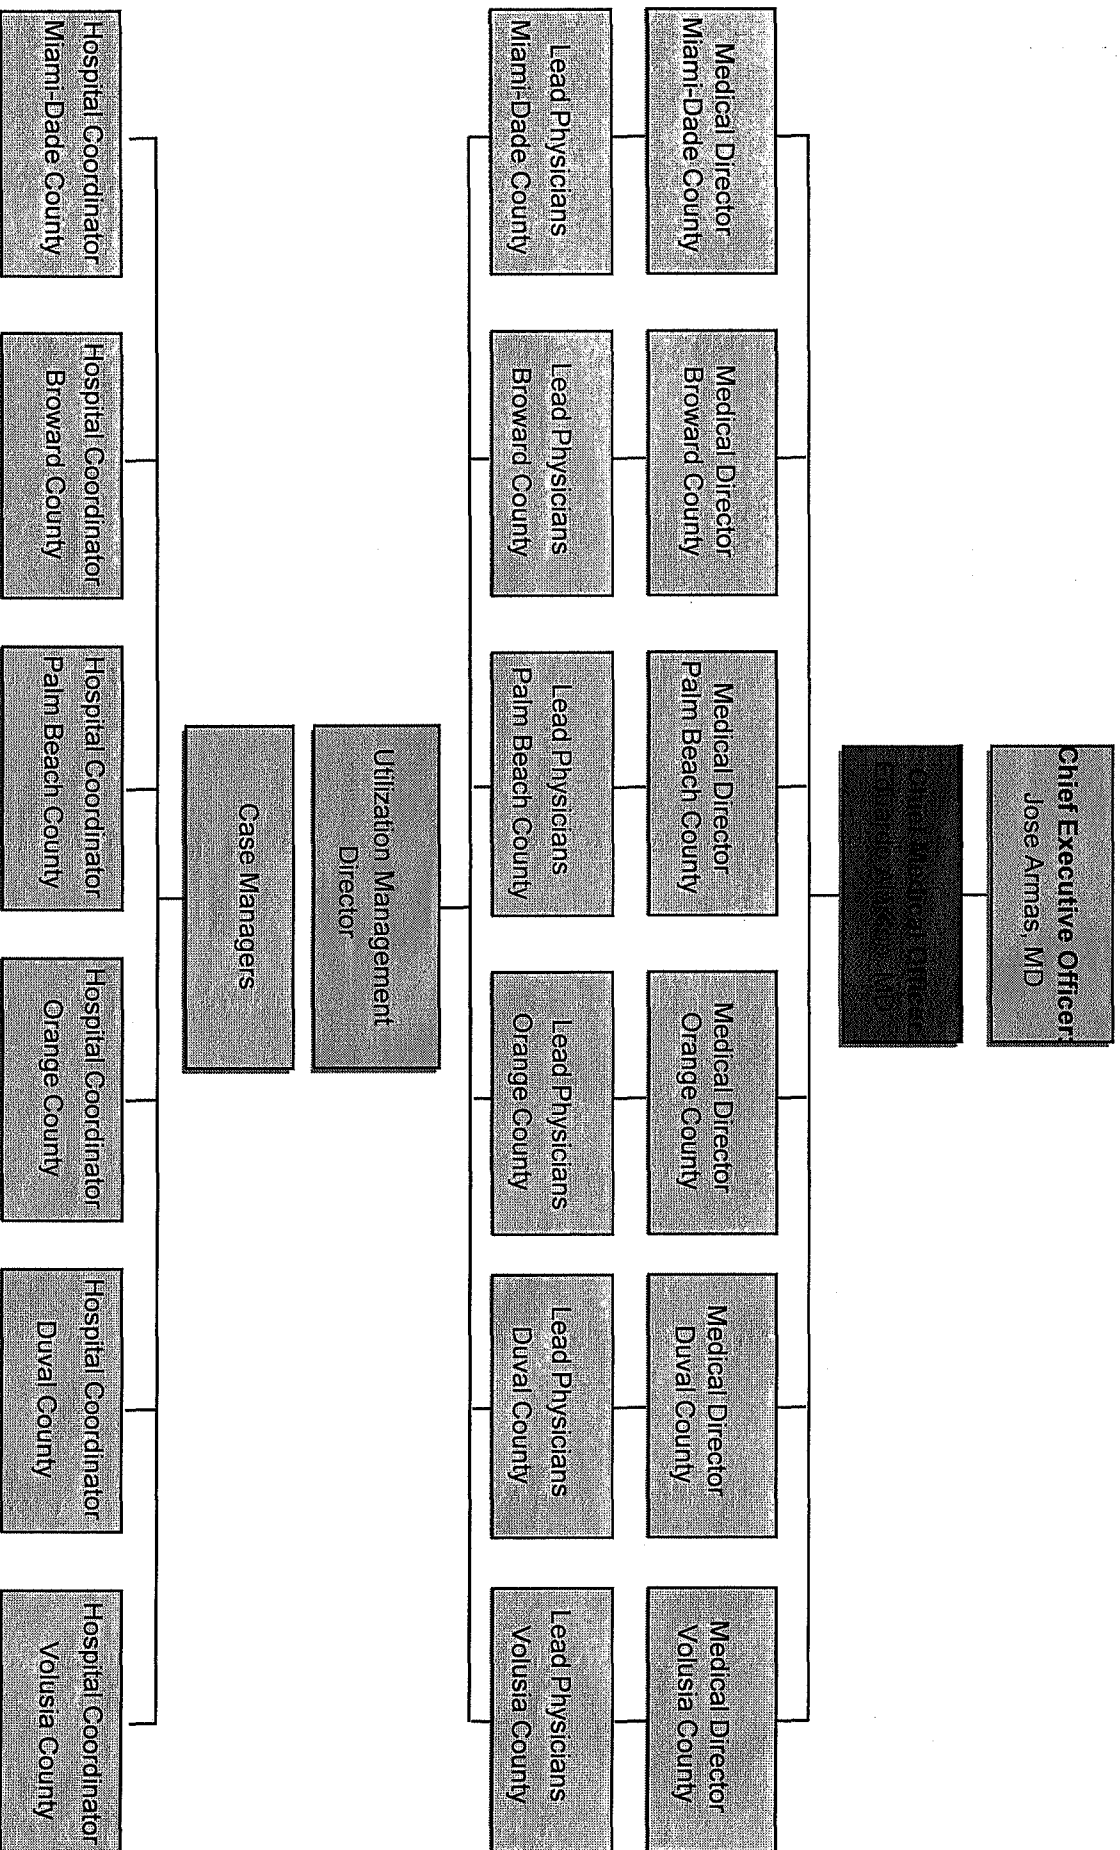 Chief Executive Officer:
Jose Armas, MD
Chief Medical Officer
MD
Medical Director
Miami-Dade County
Medical Director
Broward County
Medical Director
Palm Beach County
Medical Director
Orange County
Medical Director
Duval County
Medical Director
Volusia County
Lead Physicians
Miami-Dade County
Lead Physicians
Broward County
Lead Physicians
Palm Beach County
Lead Physicians
Orange County
Lead Physicians
Duval County
Lead Physicians
Volusia County
Utilization Management
Director
Case Managers
Hospital Coordinator
Miami-Dade County
Hospital Coordinator
Broward County
Hospital Coordinator
Palm Beach County
Hospital Coordinator
Orange County
Hospital Coordinator
Duval County
Hospital Coordinator
Volusia County